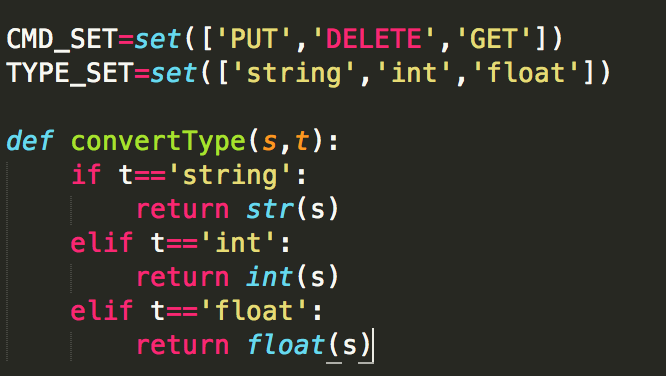 CMD_SET=set(['PUT','DELETE','GET'])
TYPE_SET=set(['string','int','float'])

def convertType(s,t):
    if t=='string':
        return str(s)
    elif t=='int':
        return int(s)
    elif t=='float':
        return float(s)